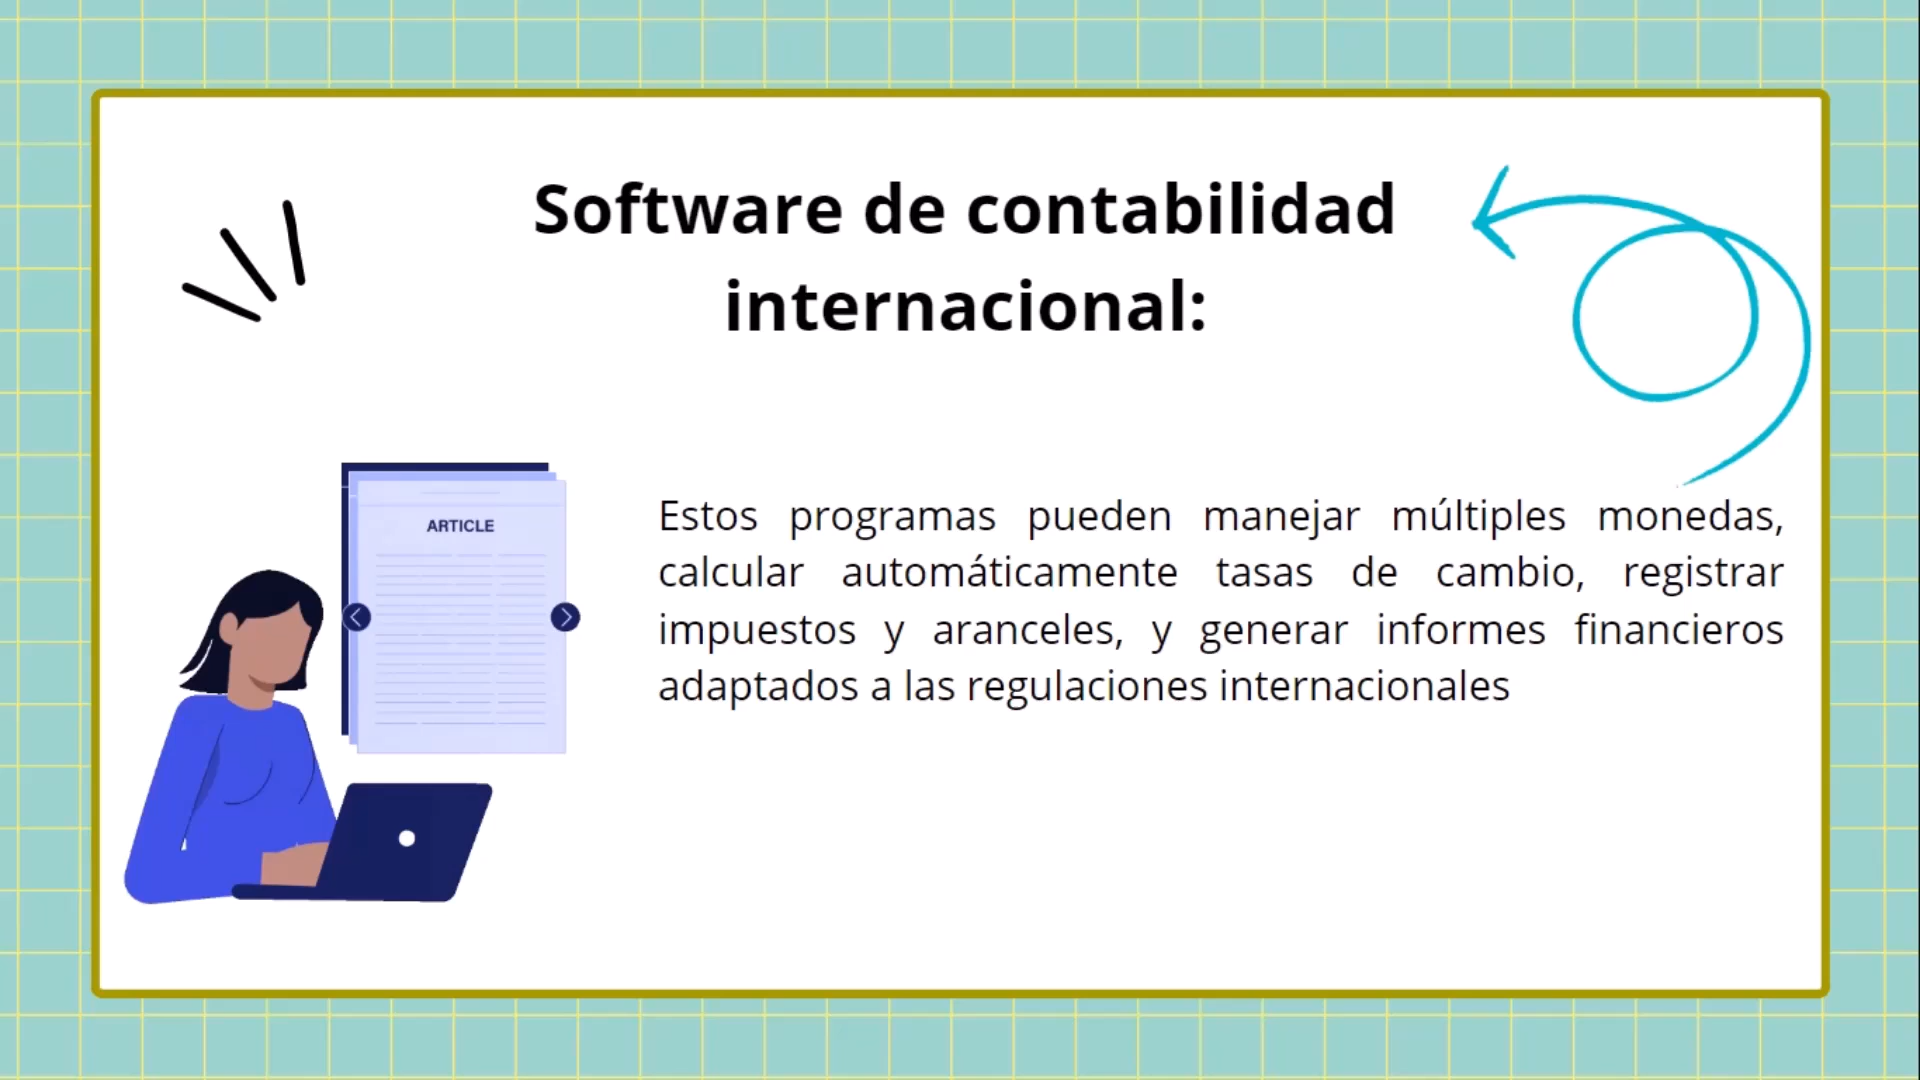 Software de contabilidad
internacional:
ARTICLE
Estos programas pueden manejar múltiples monedas,
calcular automáticamente tasas de cambio, registrar
impuestos y aranceles, y generar informes financieros
adaptados a las regulaciones internacionales